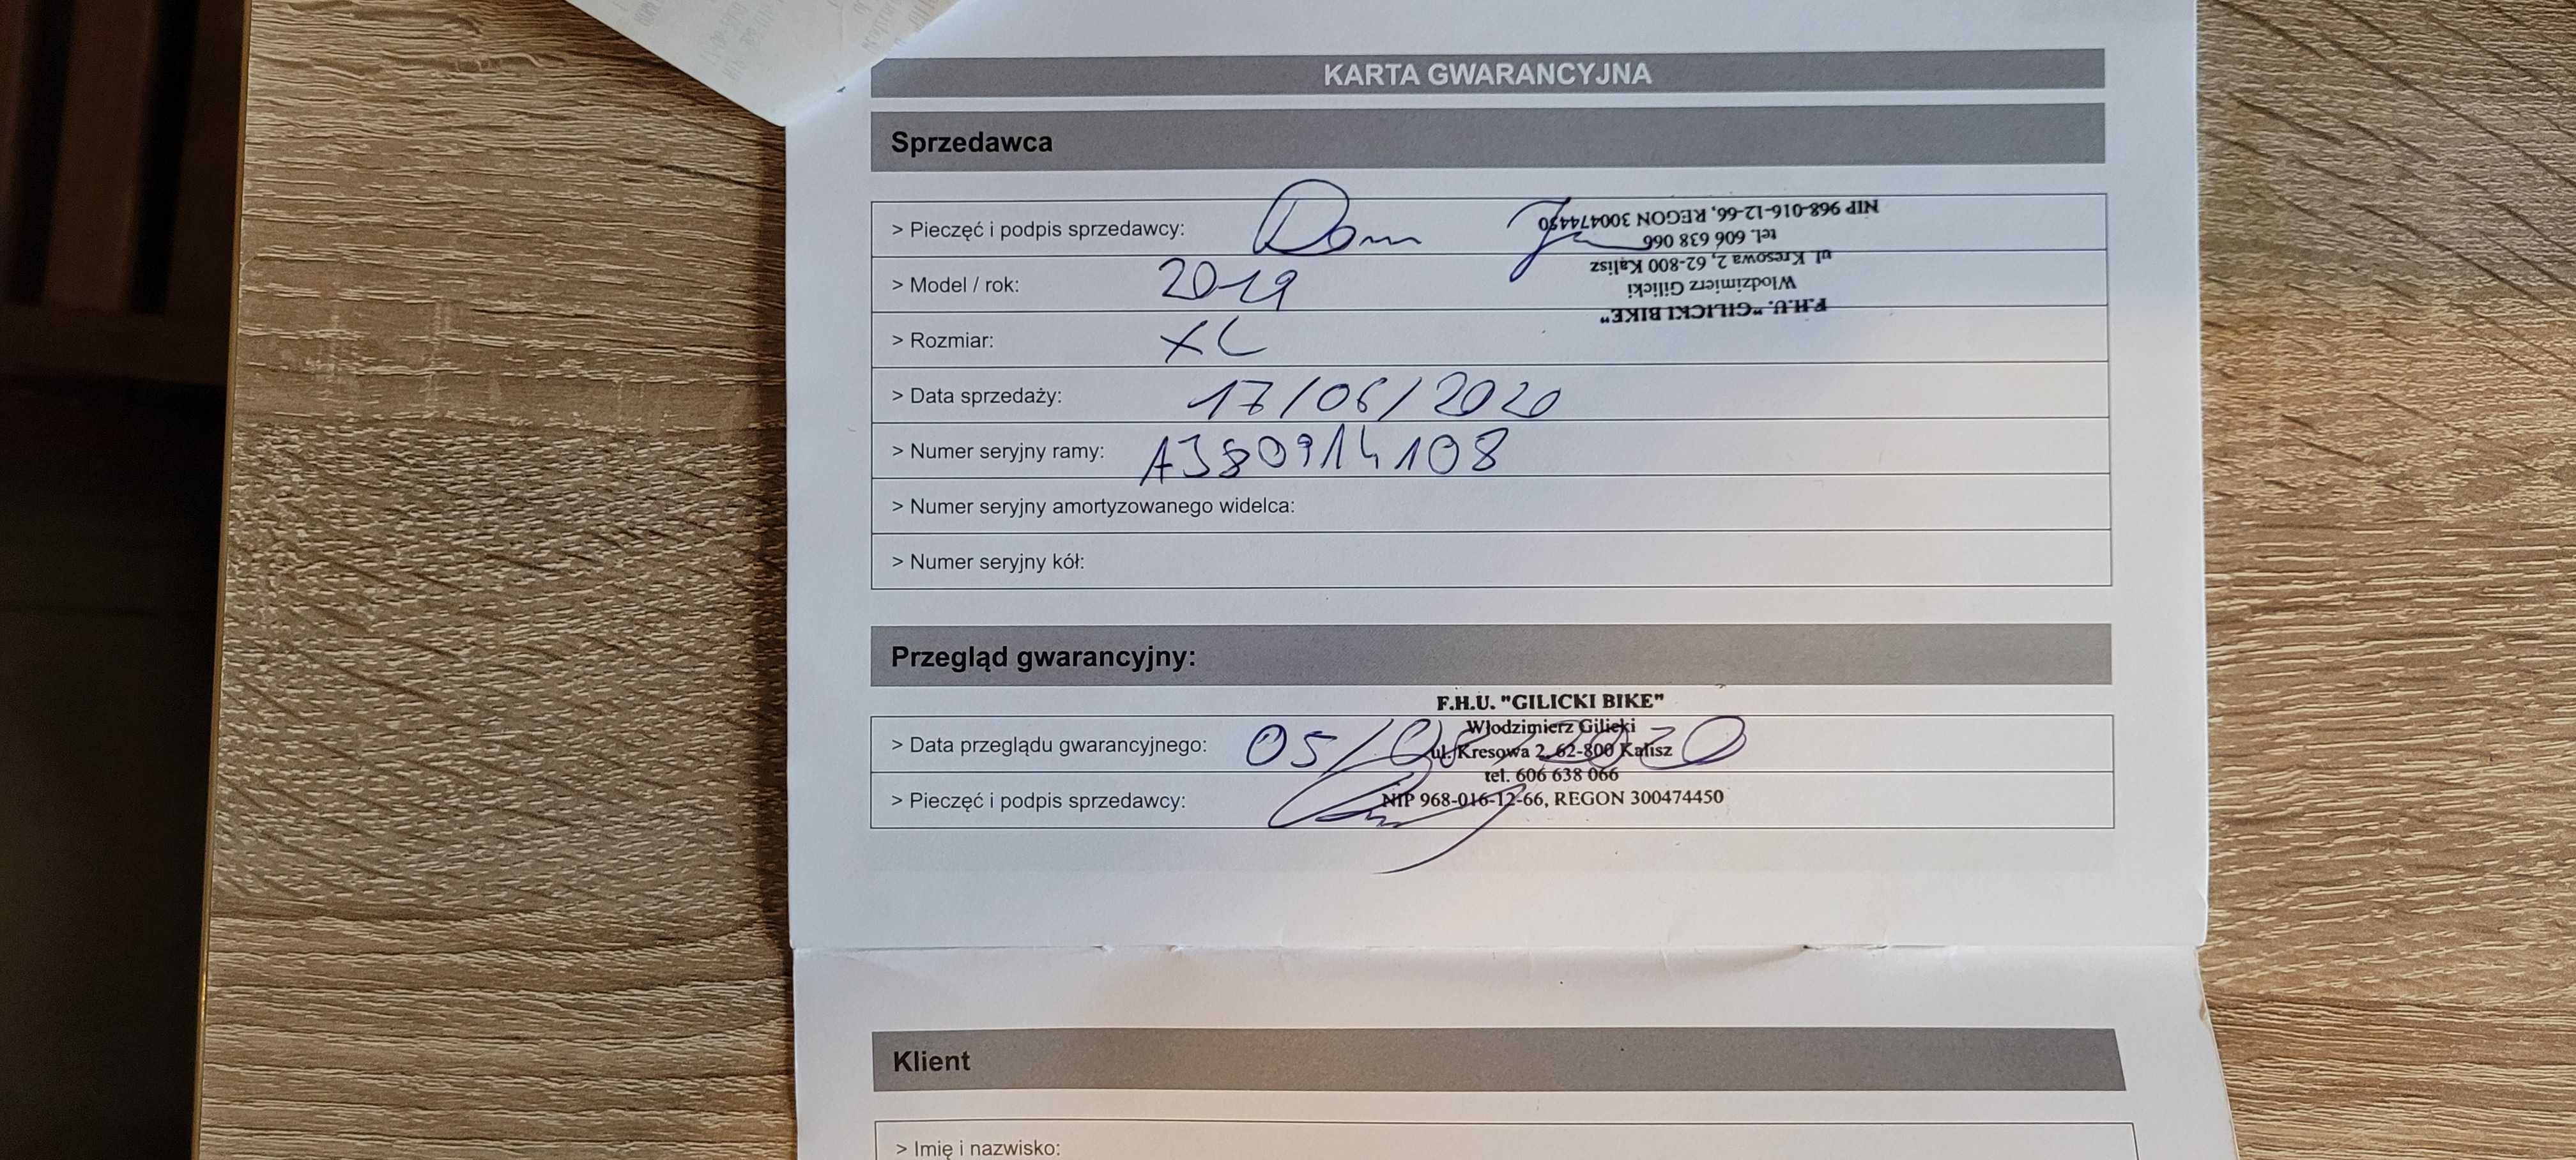 KARTA GWARANCYJNA
Sprzedawca
> Pieczęć i podpis sprzedawcy:
NIP 968-016-12-66, REGON 300474450
tel. 606 638 066
ul. Kresowa 2, 62-800 Kalisz
Włodzimierz Gilicki
F.H.U. "GILICKI BIKE"
> Model / rok: 2019
> Rozmiar: XL
> Data sprzedaży: 17/06/2020
> Numer seryjny ramy: AJ80914108
> Numer seryjny amortyzowanego widelca:
> Numer seryjny kół:
Przegląd gwarancyjny:
F.H.U. "GILICKI BIKE"
Włodzimierz Gilicki
> Data przeglądu gwarancyjnego: 05/08/2020
ul. Kresowa 2, 62-800 Kalisz
tel. 606 638 066
> Pieczęć i podpis sprzedawcy:
NIP 968-016-12-66, REGON 300474450
Klient
> Imię i nazwisko: